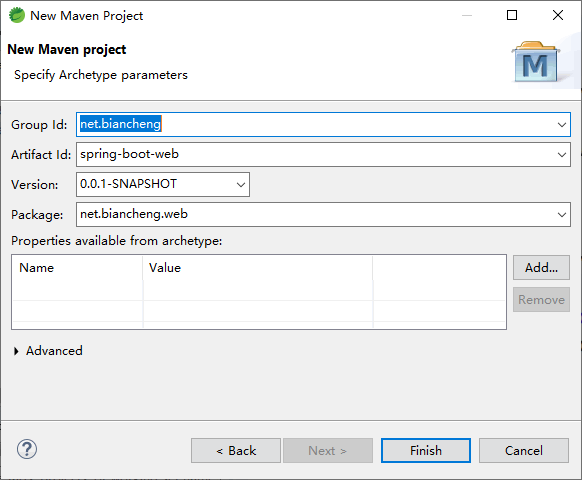 New Maven Project
New Maven project
Specify Archetype parameters
M
Group Id: net.biancheng
Artifact Id: spring-boot-web
Version: 0.0.1-SNAPSHOT
Package: net.biancheng.web
Properties available from archetype:
Name Value
Add...
Remove
Advanced
? < Back Next > Finish Cancel